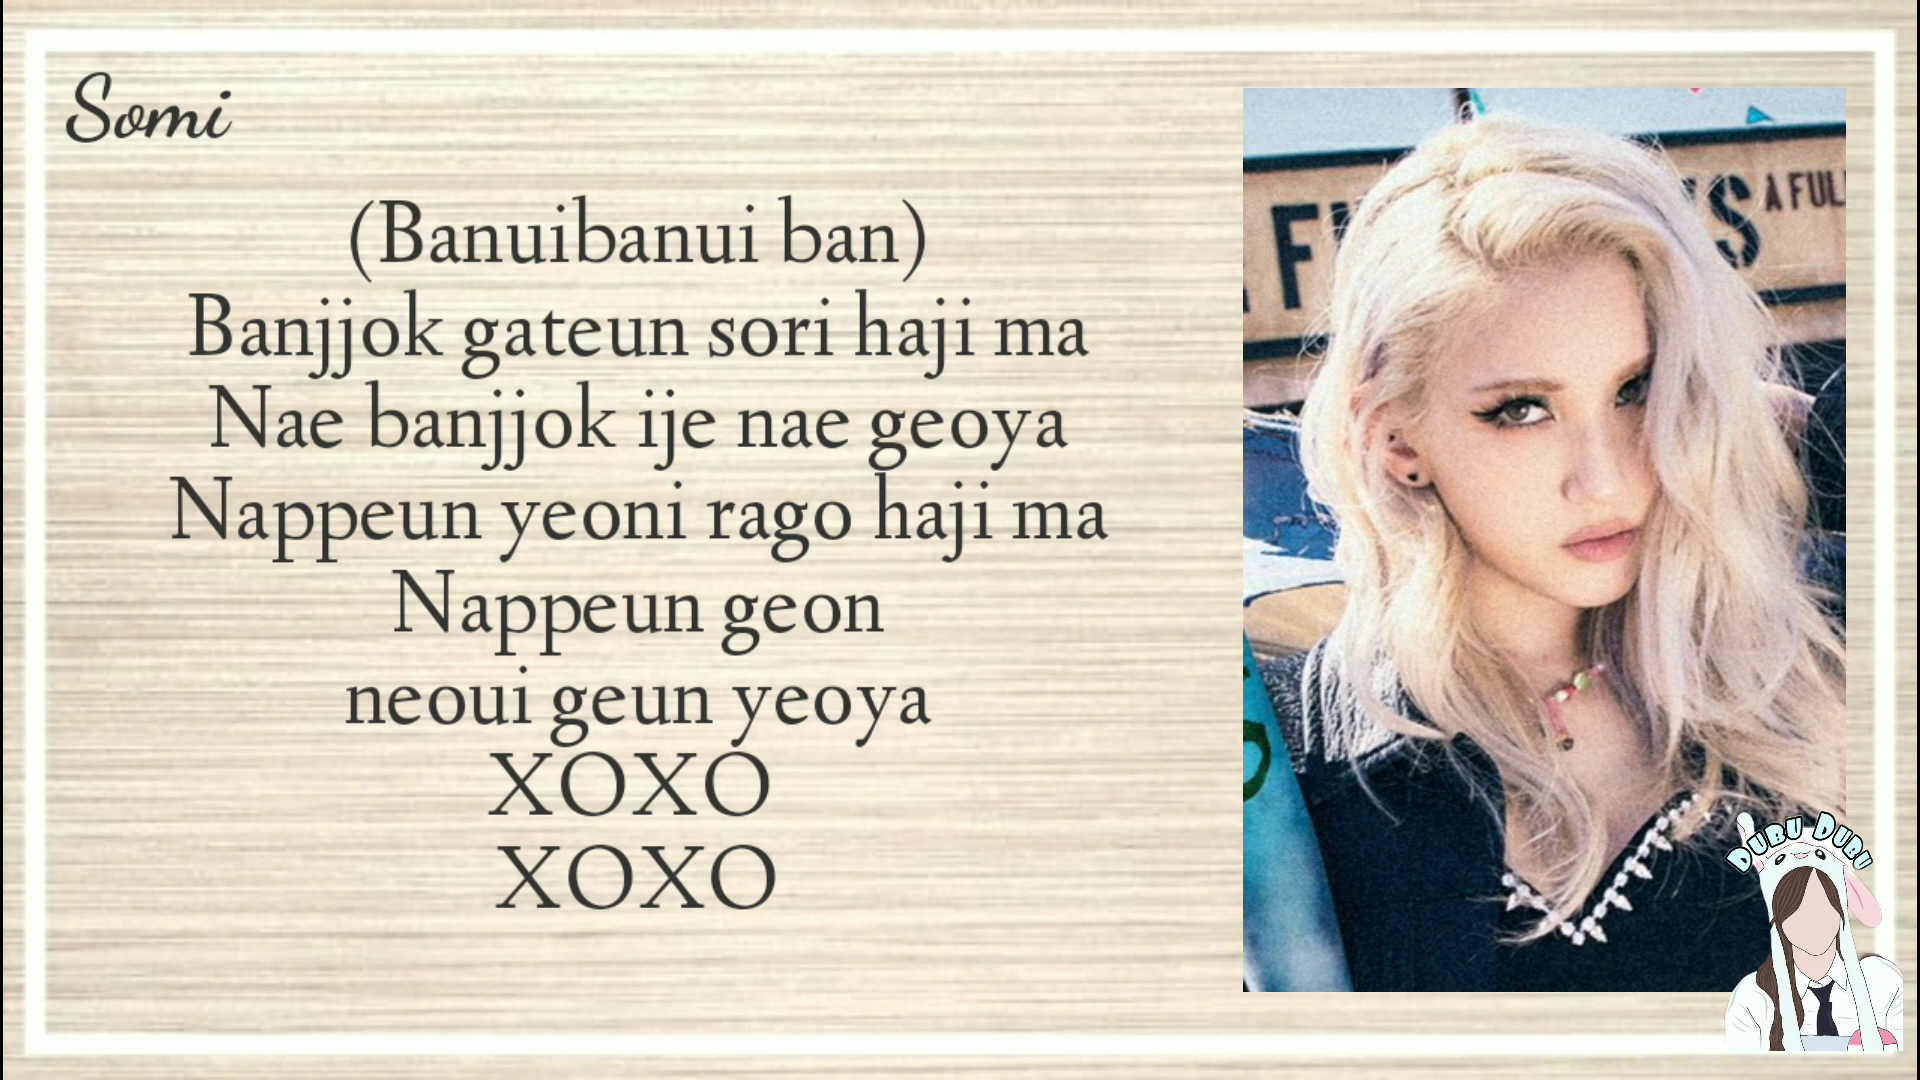 Somi
(Banuibanui ban)
Banjjok gateun sori haji ma
Nae banjjok ije nae geoya
Nappeun yeoni rago haji ma
Nappeun geon
neoui geun yeoya
XOXO
XOXO
S A FUL
DUBU DUBU